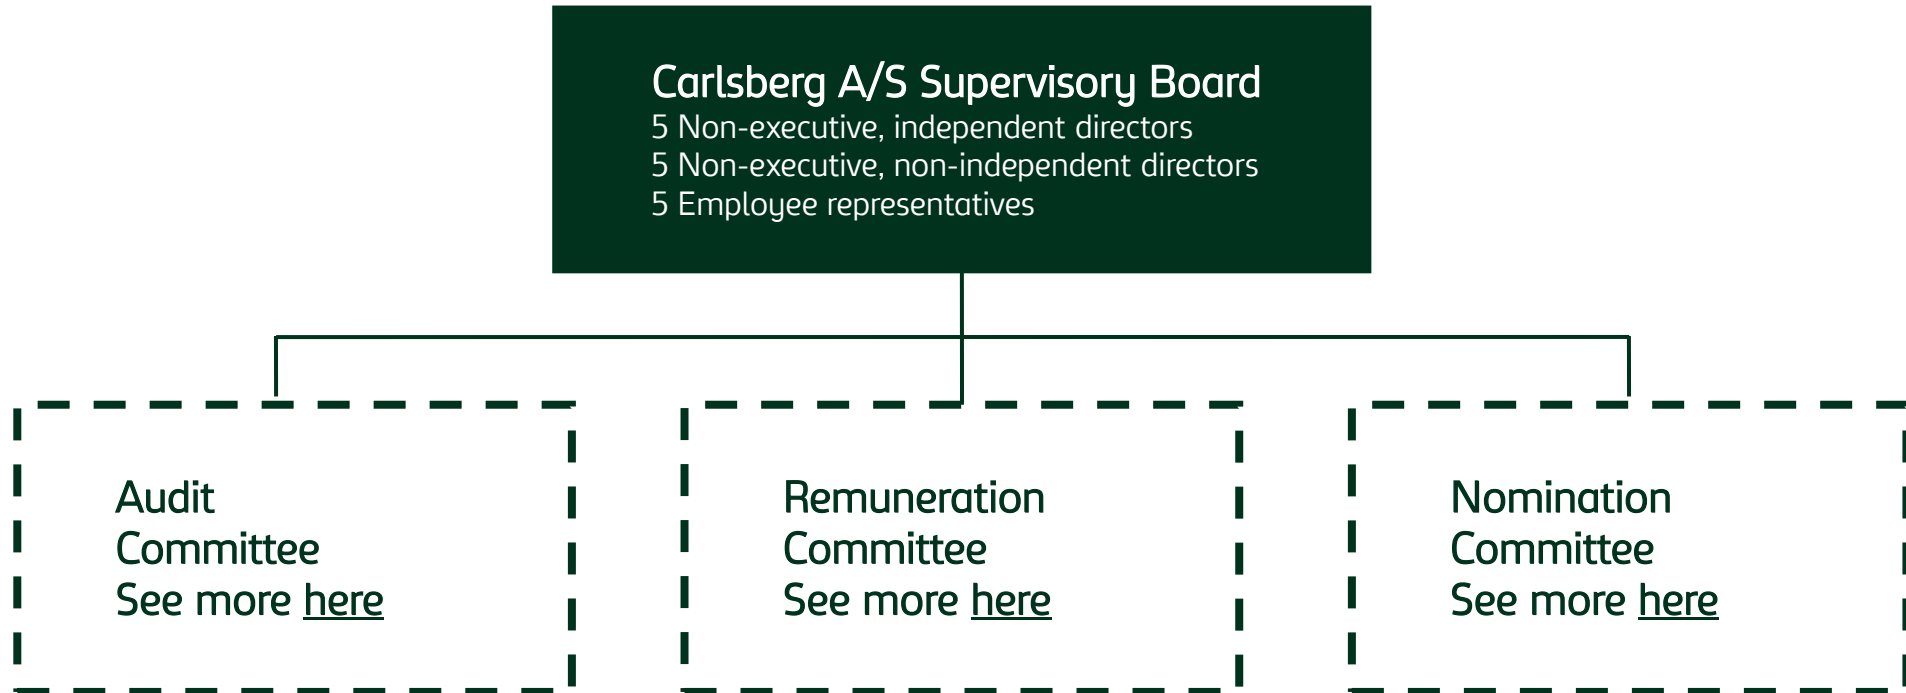 Carlsberg A/S Supervisory Board
5 Non-executive, independent directors
5 Non-executive, non-independent directors
5 Employee representatives
Audit
Committee
See more here
Remuneration
Committee
See more here
Nomination
Committee
See more here